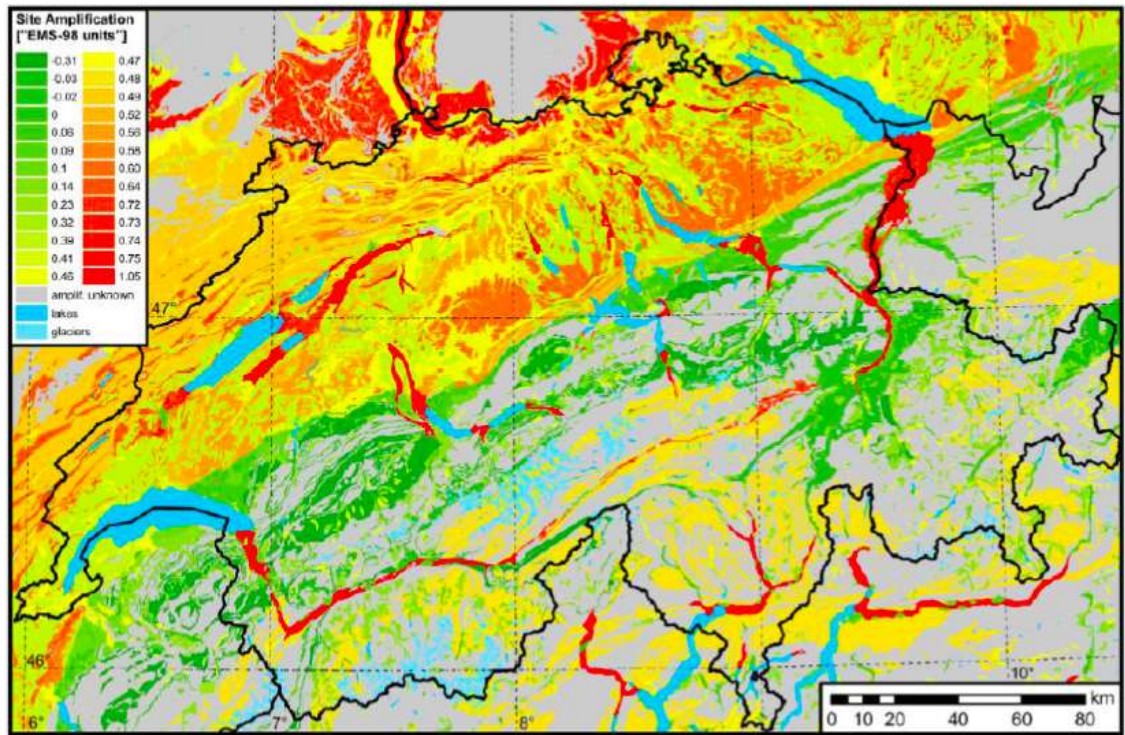 Site Amplification
["EMS-98 units"]
-0.31 0.47
-0.03 0.48
-0.02 0.49
0 0.52
0.06 0.56
0.09 0.58
0.1 0.60
0.14 0.64
0.23 0.72
0.32 0.73
0.39 0.74
0.41 0.75
0.46 1.05
amplif. unknown
lakes
glaciers
47°
46°
6°
7°
8°
10°
km
0 10 20 40 60 80